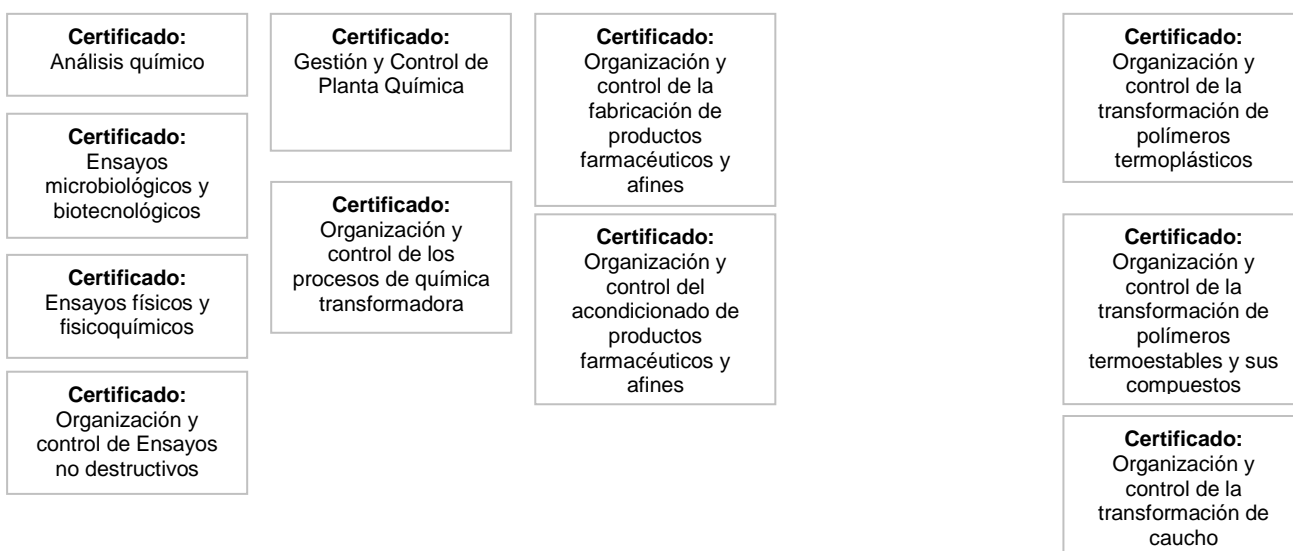 Certificado:
Análisis químico
Certificado:
Ensayos
microbiológicos y
biotecnológicos
Certificado:
Ensayos físicos y
fisicoquímicos
Certificado:
Organización y
control de Ensayos
no destructivos
Certificado:
Gestión y Control de
Planta Química
Certificado:
Organización y
control de los
procesos de química
transformadora
Certificado:
Organización y
control de la
fabricación de
productos
farmacéuticos y
afines
Certificado:
Organización y
control del
acondicionado de
productos
farmacéuticos y
afines
Certificado:
Organización y
control de la
transformación de
polímeros
termoplásticos
Certificado:
Organización y
control de la
transformación de
polímeros
termoestables y sus
compuestos
Certificado:
Organización y
control de la
transformación de
caucho